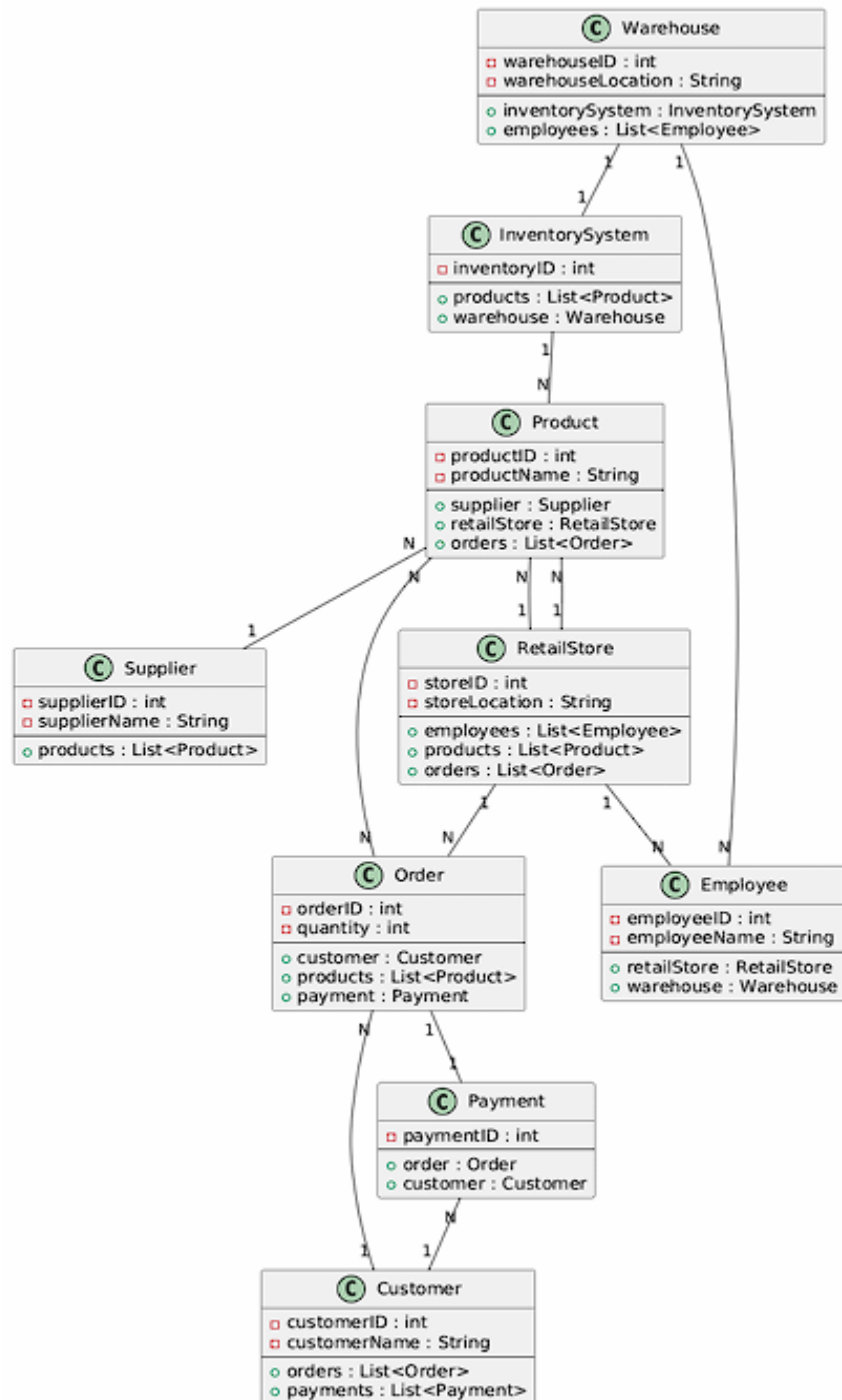 C Warehouse
warehouseID : int
warehouseLocation : String
inventorySystem : InventorySystem
employees : List<Employee>
1
1
1
C InventorySystem
inventoryID : int
products : List<Product>
warehouse : Warehouse
1
N
C Product
productID : int
productName : String
supplier : Supplier
retailStore : RetailStore
orders : List<Order>
N
N
N
N
1
1
1
C Supplier
supplierID : int
supplierName : String
products : List<Product>
C RetailStore
storeID : int
storeLocation : String
employees : List<Employee>
products : List<Product>
orders : List<Order>
1
1
N
N
N
N
C Order
orderID : int
quantity : int
customer : Customer
products : List<Product>
payment : Payment
C Employee
employeeID : int
employeeName : String
retailStore : RetailStore
warehouse : Warehouse
N
1
1
C Payment
paymentID : int
order : Order
customer : Customer
N
1
1
C Customer
customerID : int
customerName : String
orders : List<Order>
payments : List<Payment>